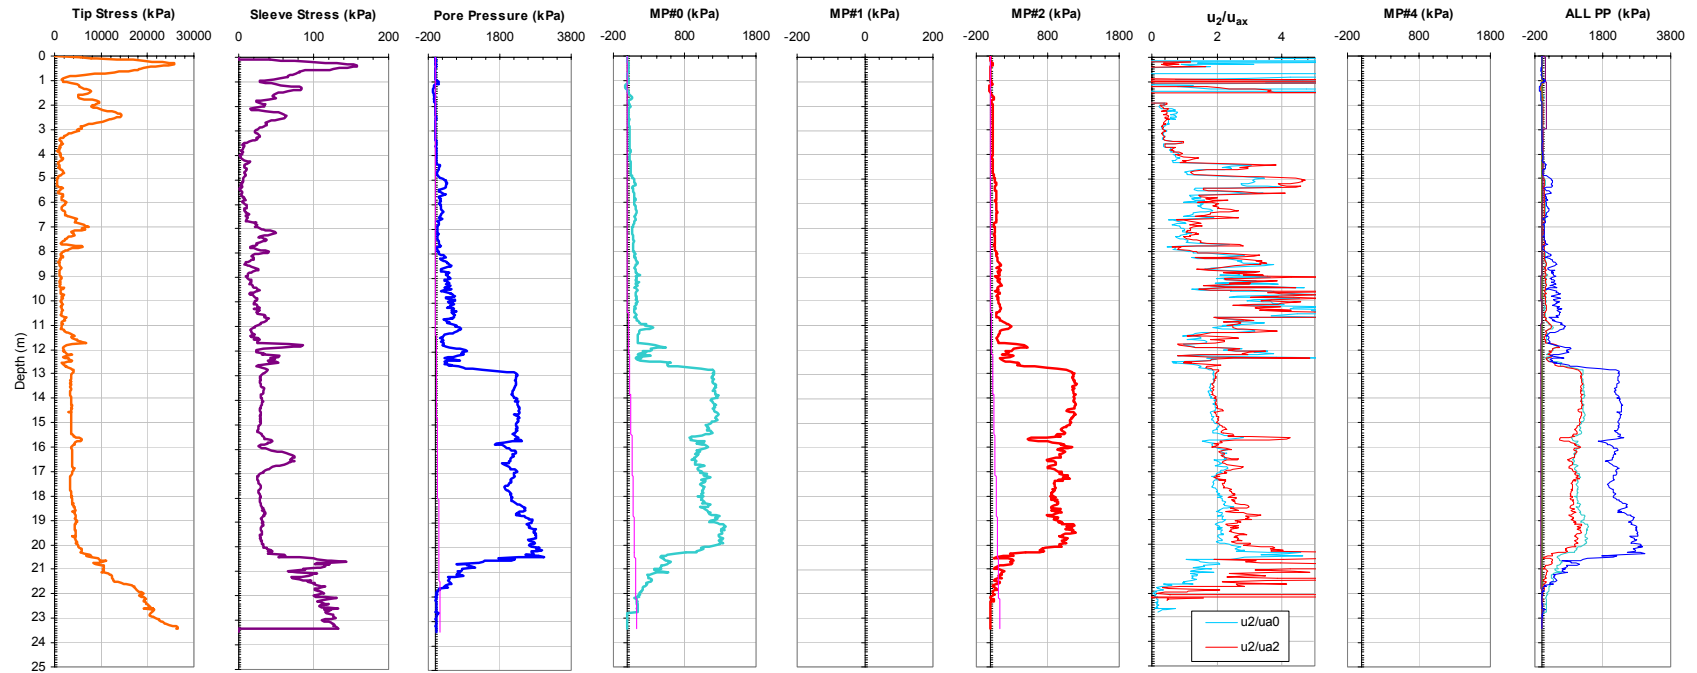 Tip Stress (kPa)
Sleeve Stress (kPa)
Pore Pressure (kPa)
MP#0 (kPa)
MP#1 (kPa)
MP#2 (kPa)
u2/uax
MP#4 (kPa)
ALL PP (kPa)
0 10000 20000 30000
0 100 200
-200 1800 3800
-200 800 1800
-200 0 200
-200 800 1800
0 2 4
-200 800 1800
-200 1800 3800
Depth (m)
0
1
2
3
4
5
6
7
8
9
10
11
12
13
14
15
16
17
18
19
20
21
22
23
24
25
u2/ua0
u2/ua2